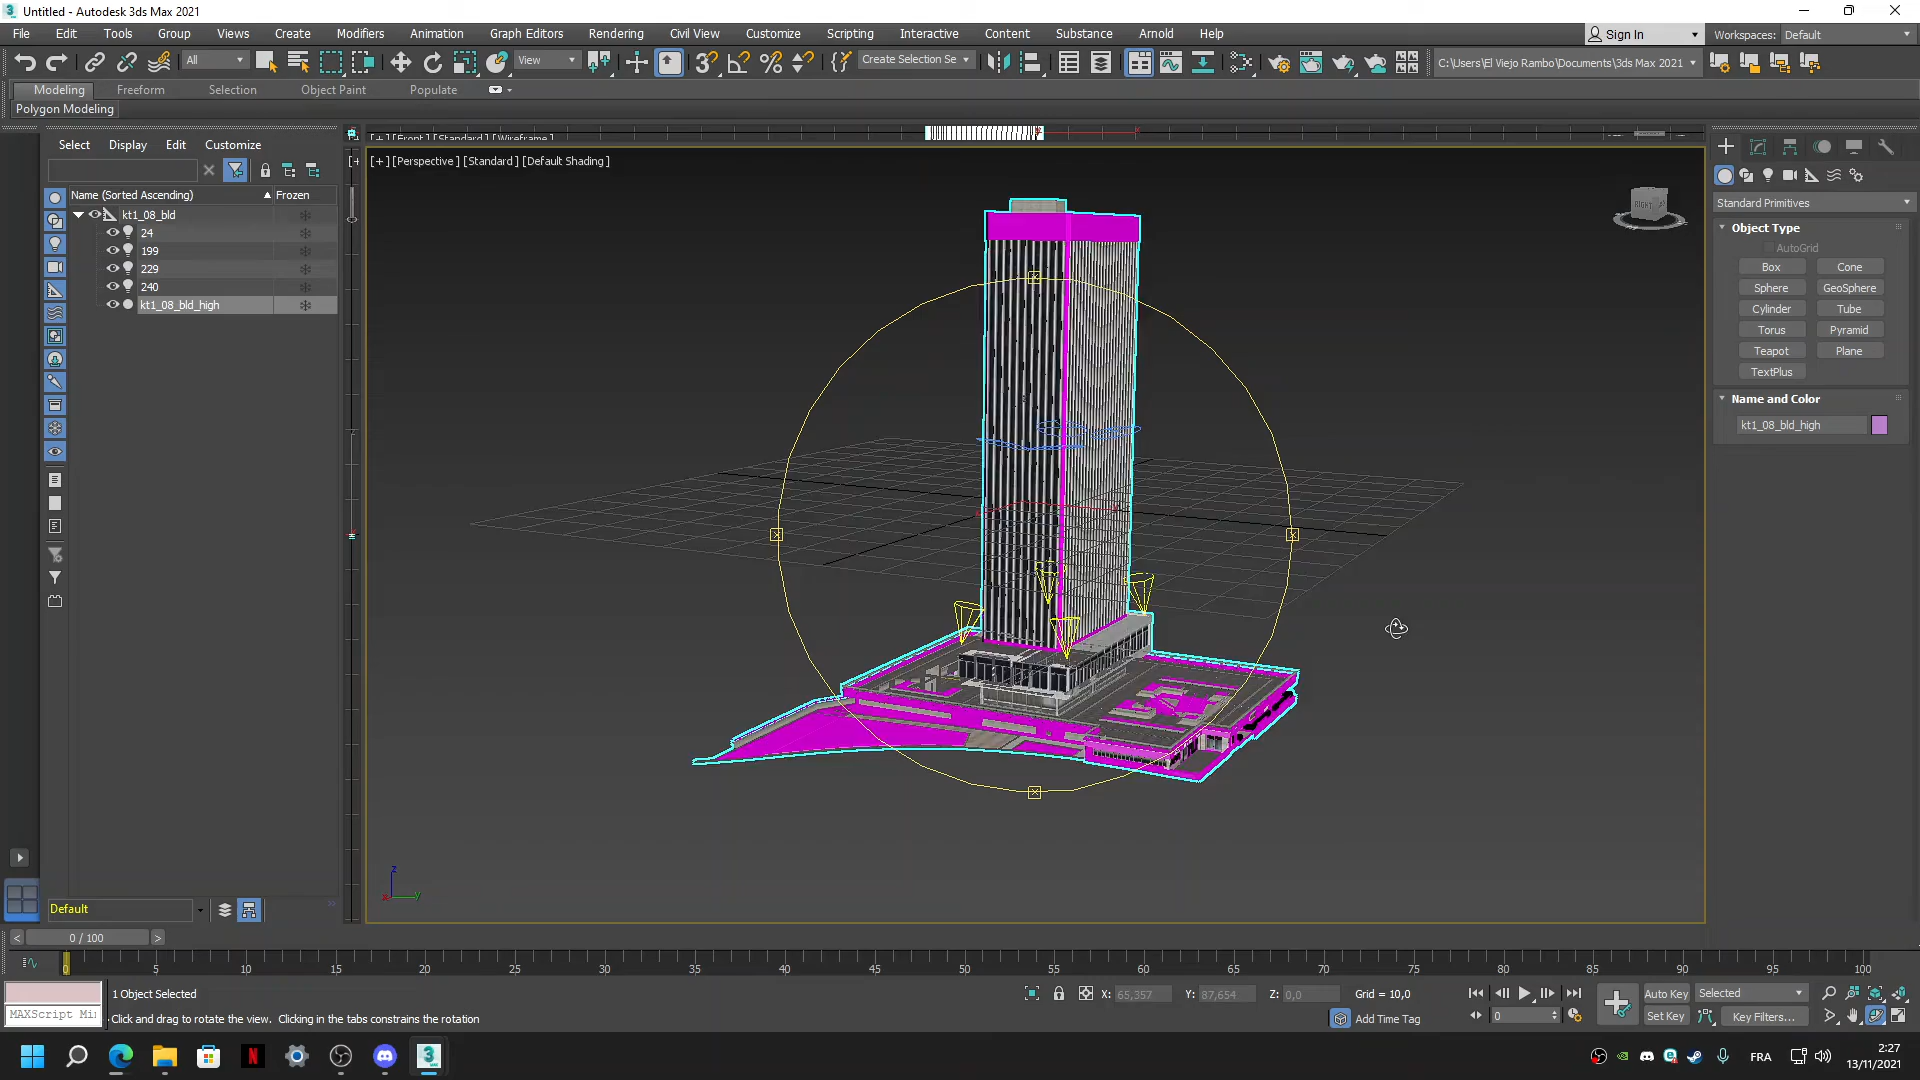 Untitled - Autodesk 3ds Max 2021
File Edit Tools Group Views Create Modifiers Animation Graph Editors Rendering Civil View Customize Scripting Interactive Content Substance Arnold Help
Sign In Workspaces: Default
All View Create Selection Se C:\Users\El Viejo Rambo\Documents\3ds Max 2021
Modeling Freeform Selection Object Paint Populate
Polygon Modeling
Select Display Edit Customize
[+] [Front] [Standard] [Wireframe]
[+] [Perspective] [Standard] [Default Shading]
Name (Sorted Ascending) Frozen
kt1_08_bld
24
199
229
240
kt1_08_bld_high
RIGHT
Standard Primitives
Object Type
AutoGrid
Box Cone
Sphere GeoSphere
Cylinder Tube
Torus Pyramid
Teapot Plane
TextPlus
Name and Color
kt1_08_bld_high
z
x y
Default
< 0 / 100 >
0 5 10 15 20 25 30 35 40 45 50 55 60 65 70 75 80 85 90 95 100
1 Object Selected
X: 65,357 Y: 87,654 Z: 0,0 Grid = 10,0
Auto Key Selected
MAXScript Mi
Click and drag to rotate the view. Clicking in the tabs constrains the rotation
Add Time Tag
0
Set Key Key Filters...
FRA
2:27
13/11/2021